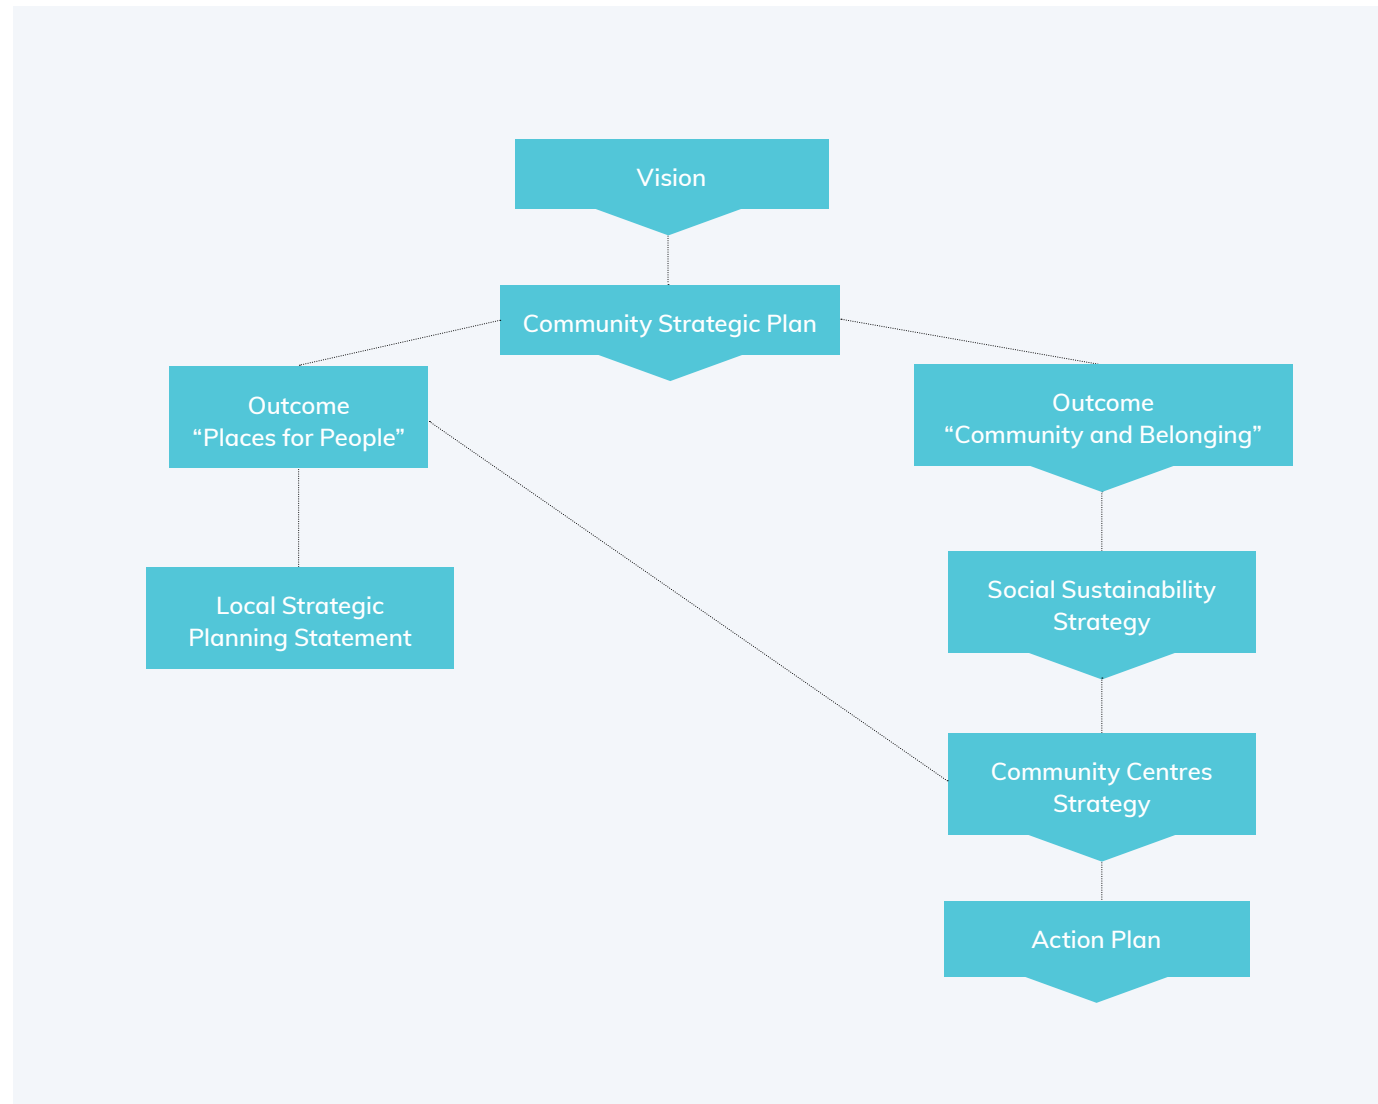 Vision
Community Strategic Plan
Outcome
“Places for People”
Outcome
“Community and Belonging”
Local Strategic
Planning Statement
Social Sustainability
Strategy
Community Centres
Strategy
Action Plan